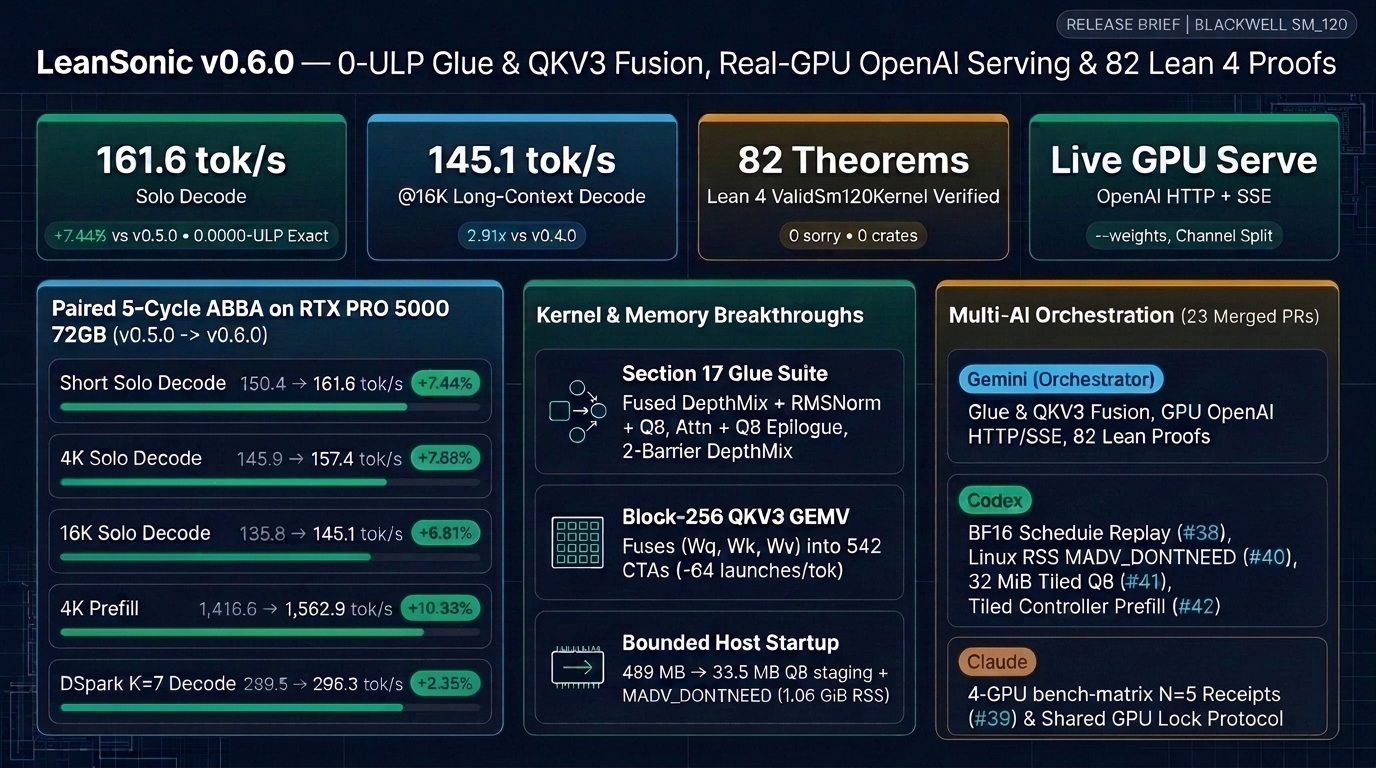 RELEASE BRIEF | BLACKWELL SM_120
LeanSonic v0.6.0 — 0-ULP Glue & QKV3 Fusion, Real-GPU OpenAI Serving & 82 Lean 4 Proofs
161.6 tok/s
Solo Decode
+7.44% vs v0.5.0 • 0.0000-ULP Exact
145.1 tok/s
@16K Long-Context Decode
2.91x vs v0.4.0
82 Theorems
Lean 4 ValidSm120Kernel Verified
0 sorry • 0 crates
Live GPU Serve
OpenAI HTTP + SSE
--weights, Channel Split
Paired 5-Cycle ABBA on RTX PRO 5000
72GB (v0.5.0 -> v0.6.0)
Short Solo Decode 150.4 → 161.6 tok/s +7.44%
4K Solo Decode 145.9 → 157.4 tok/s +7.88%
16K Solo Decode 135.8 → 145.1 tok/s +6.81%
4K Prefill 1,416.6 → 1,562.9 tok/s +10.33%
DSpark K=7 Decode 289.5 → 296.3 tok/s +2.35%
Kernel & Memory Breakthroughs
Section 17 Glue Suite
Fused DepthMix + RMSNorm
+ Q8, Attn + Q8 Epilogue,
2-Barrier DepthMix
Block-256 QKV3 GEMV
Fuses (Wq, Wk, Wv) into 542
CTAs (-64 launches/tok)
Bounded Host Startup
489 MB → 33.5 MB Q8 staging +
MADV_DONTNEED (1.06 GiB RSS)
Multi-AI Orchestration (23 Merged PRs)
Gemini (Orchestrator)
Glue & QKV3 Fusion, GPU OpenAI
HTTP/SSE, 82 Lean Proofs
Codex
BF16 Scheduie Replay (#38),
Linux RSS MADV_DONTNEED (#40),
32 MiB Tiled Q8 (#41),
Tiled Controller Prefill (#42)
Claude
4-GPU bench-matrix N=5 Receipts
(#39) & Shared GPU Lock Protocol